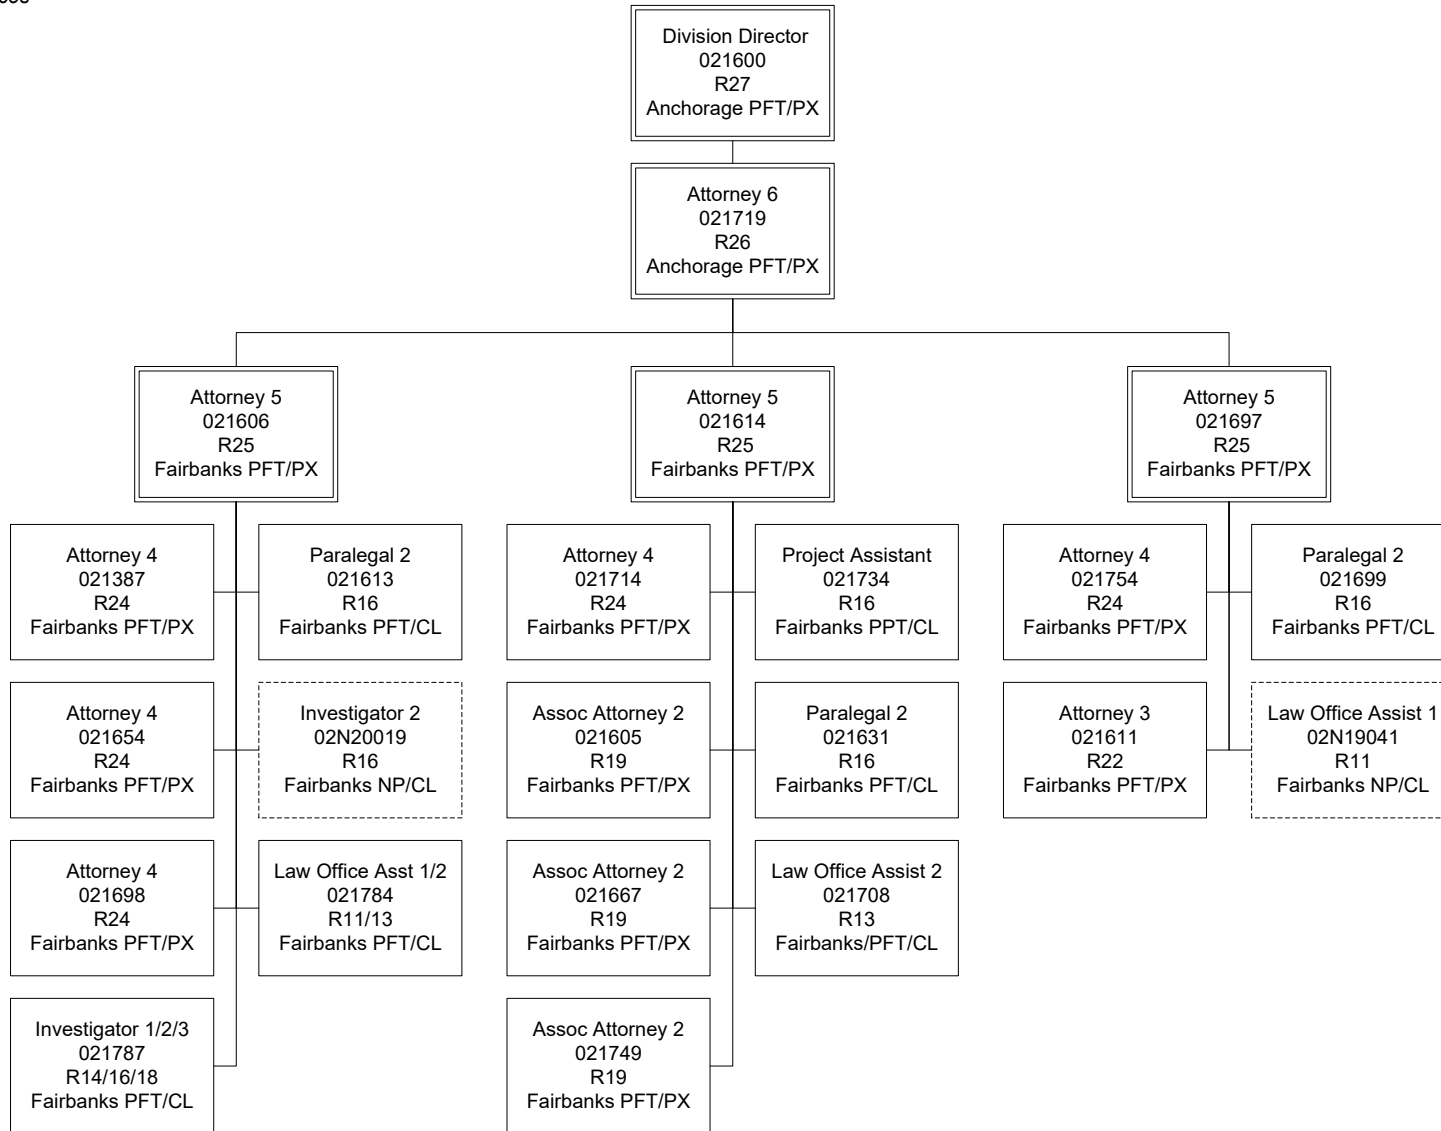 Division Director
021600
R27
Anchorage PFT/PX
Attorney 6
021719
R26
Anchorage PFT/PX
Attorney 5
021606
R25
Fairbanks PFT/PX
Attorney 5
021614
R25
Fairbanks PFT/PX
Attorney 5
021697
R25
Fairbanks PFT/PX
Attorney 4
021387
R24
Fairbanks PFT/PX
Paralegal 2
021613
R16
Fairbanks PFT/CL
Attorney 4
021714
R24
Fairbanks PFT/PX
Project Assistant
021734
R16
Fairbanks PPT/CL
Attorney 4
021754
R24
Fairbanks PFT/PX
Paralegal 2
021699
R16
Fairbanks PFT/CL
Attorney 4
021654
R24
Fairbanks PFT/PX
Investigator 2
02N20019
R16
Fairbanks NP/CL
Assoc Attorney 2
021605
R19
Fairbanks PFT/PX
Paralegal 2
021631
R16
Fairbanks PFT/CL
Attorney 3
021611
R22
Fairbanks PFT/PX
Law Office Assist 1
02N19041
R11
Fairbanks NP/CL
Attorney 4
021698
R24
Fairbanks PFT/PX
Law Office Asst 1/2
021784
R11/13
Fairbanks PFT/CL
Assoc Attorney 2
021667
R19
Fairbanks PFT/PX
Law Office Assist 2
021708
R13
Fairbanks/PFT/CL
Investigator 1/2/3
021787
R14/16/18
Fairbanks PFT/CL
Assoc Attorney 2
021749
R19
Fairbanks PFT/PX